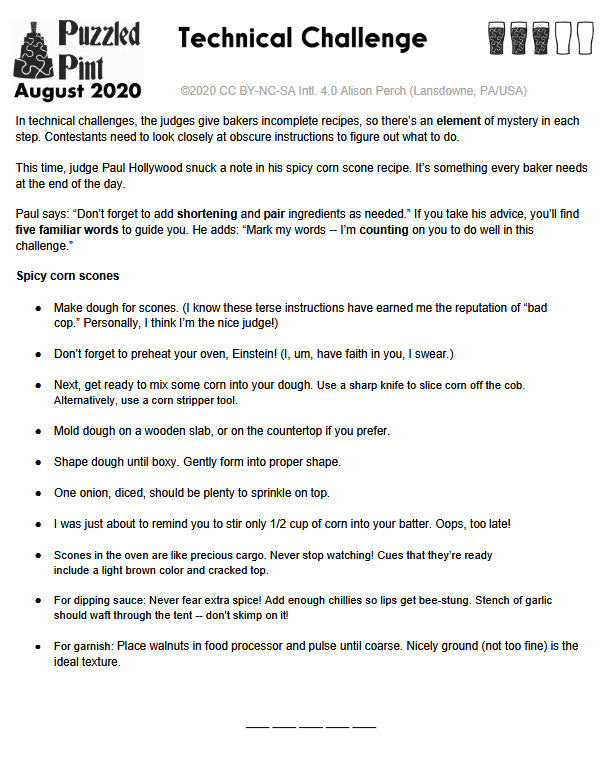 Puzzled
Pint
August 2020
Technical Challenge
©2020 CC BY-NC-SA Intl. 4.0 Alison Perch (Lansdowne, PA/USA)
In technical challenges, the judges give bakers incomplete recipes, so there's an element of mystery in each
step. Contestants need to look closely at obscure instructions to figure out what to do.
This time, judge Paul Hollywood snuck a note in his spicy corn scone recipe. It's something every baker needs
at the end of the day.
Paul says: “Don't forget to add shortening and pair ingredients as needed.” If you take his advice, you'll find
five familiar words to guide you. He adds: “Mark my words -- I'm counting on you to do well in this
challenge.”
Spicy corn scones
● Make dough for scones. (I know these terse instructions have earned me the reputation of “bad
cop.” Personally, I think I'm the nice judge!)
● Don't forget to preheat your oven, Einstein! (I, um, have faith in you, I swear.)
● Next, get ready to mix some corn into your dough. Use a sharp knife to slice corn off the cob.
Alternatively, use a corn stripper tool.
● Mold dough on a wooden slab, or on the countertop if you prefer.
● Shape dough until boxy. Gently form into proper shape.
● One onion, diced, should be plenty to sprinkle on top.
● I was just about to remind you to stir only 1/2 cup of corn into your batter. Oops, too late!
● Scones in the oven are like precious cargo. Never stop watching! Cues that they're ready
include a light brown color and cracked top.
● For dipping sauce: Never fear extra spice! Add enough chillies so lips get bee-stung. Stench of garlic
should waft through the tent -- don't skimp on it!
● For garnish: Place walnuts in food processor and pulse until coarse. Nicely ground (not too fine) is the
ideal texture.
___ ___ ___ ___ ___